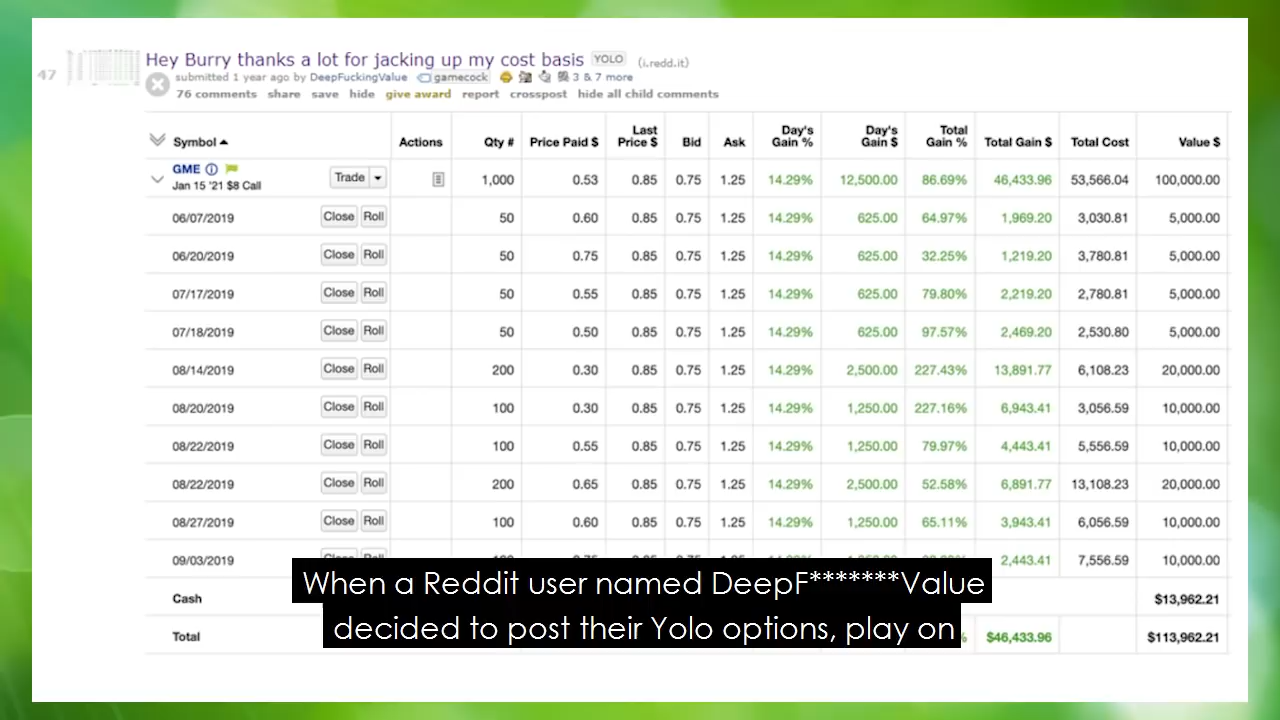 Hey Burry thanks a lot for jacking up my cost basis YOLO (i.redd.it)
47
submitted 1 year ago by DeepFuckingValue gamecock 3 & 7 more
76 comments share save hide give award report crosspost hide all child comments
Symbol Actions Qty # Price Paid $ Last Price $ Bid Ask Day's Gain % Day's Gain $ Total Gain % Total Gain $ Total Cost Value $
GME Trade 1,000 0.53 0.85 0.75 1.25 14.29% 12,500.00 86.69% 46,433.96 53,566.04 100,000.00
Jan 15 '21 $8 Call
06/07/2019 Close Roll 50 0.60 0.85 0.75 1.25 14.29% 625.00 64.97% 1,969.20 3,030.81 5,000.00
06/20/2019 Close Roll 50 0.75 0.85 0.75 1.25 14.29% 625.00 32.25% 1,219.20 3,780.81 5,000.00
07/17/2019 Close Roll 50 0.55 0.85 0.75 1.25 14.29% 625.00 79.80% 2,219.20 2,780.81 5,000.00
07/18/2019 Close Roll 50 0.50 0.85 0.75 1.25 14.29% 625.00 97.57% 2,469.20 2,530.80 5,000.00
08/14/2019 Close Roll 200 0.30 0.85 0.75 1.25 14.29% 2,500.00 227.43% 13,891.77 6,108.23 20,000.00
08/20/2019 Close Roll 100 0.30 0.85 0.75 1.25 14.29% 1,250.00 227.16% 6,943.41 3,056.59 10,000.00
08/22/2019 Close Roll 100 0.55 0.85 0.75 1.25 14.29% 1,250.00 79.97% 4,443.41 5,556.59 10,000.00
08/22/2019 Close Roll 200 0.65 0.85 0.75 1.25 14.29% 2,500.00 52.58% 6,891.77 13,108.23 20,000.00
08/27/2019 Close Roll 100 0.60 0.85 0.75 1.25 14.29% 1,250.00 65.11% 3,943.41 6,056.59 10,000.00
09/03/2019 2,443.41 7,556.59 10,000.00
Cash $13,962.21
Total $46,433.96 $113,962.21
When a Reddit user named DeepF*******Value
decided to post their Yolo options, play on